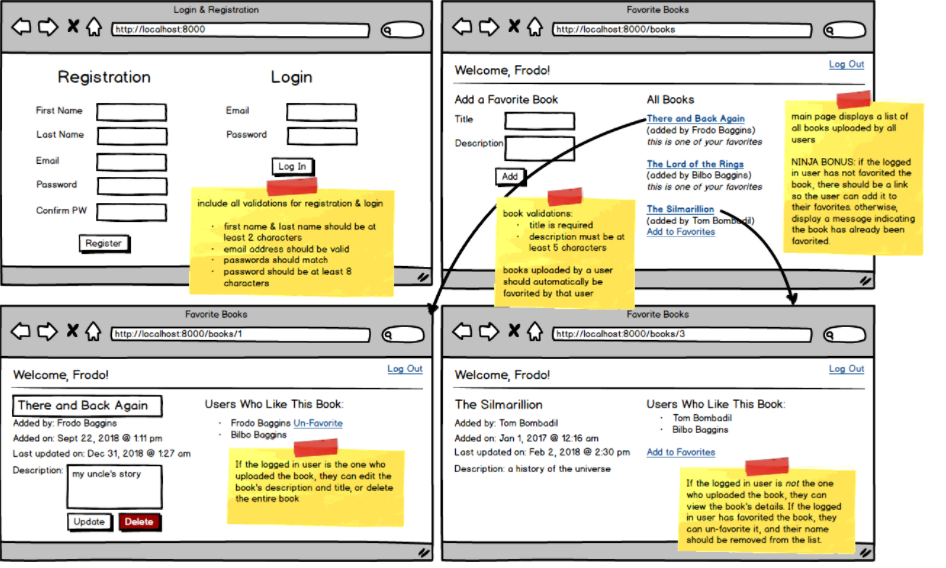 Login & Registration
http://localhost:8000
Registration
First Name
Last Name
Email
Password
Confirm PW
Register
Login
Email
Password
Log In
include all validations for registration & login
• first name & last name should be at
least 2 characters
• email address should be valid
• passwords should match
• password should be at least 8
characters
Favorite Books
http://localhost:8000/books
Welcome, Frodo!
Log Out
Add a Favorite Book
Title
Description
Add
book validations:
• title is required
• description must be at
least 5 characters
books uploaded by a user
should automatically be
favorited by that user
All Books
There and Back Again
(added by Frodo Baggins)
this is one of your favorites
The Lord of the Rings
(added by Bilbo Baggins)
this is one of your favorites
The Silmarillion
(added by Tom Bombadil)
Add to Favorites
main page displays a list of
all books uploaded by all
users
NINJA BONUS: if the logged
in user has not favorited the
book, there should be a link
so the user can add it to
their favorites. otherwise,
display a message indicating
the book has already been
favorited.
Favorite Books
http://localhost:8000/books/1
Welcome, Frodo!
Log Out
There and Back Again
Added by: Frodo Baggins
Added on: Sept 22, 2018 @ 1:11 pm
Last updated on: Dec 31, 2018 @ 1:27 am
Description:
my uncle's story
Update
Delete
Users Who Like This Book:
• Frodo Baggins Un-Favorite
• Bilbo Baggins
If the logged in user is the one who
uploaded the book, they can edit the
book's description and title, or delete
the entire book
Favorite Books
http://localhost:8000/books/3
Welcome, Frodo!
Log Out
The Silmarillion
Added by: Tom Bombadil
Added on: Jan 1, 2017 @ 12:16 am
Last updated on: Feb 2, 2018 @ 2:30 pm
Description: a history of the universe
Users Who Like This Book:
• Tom Bombadil
• Bilbo Baggins
Add to Favorites
If the logged in user is not the one
who uploaded the book, they can
view the book's details. If the logged
in user has favorited the book, they
can un-favorite it, and their name
should be removed from the list.